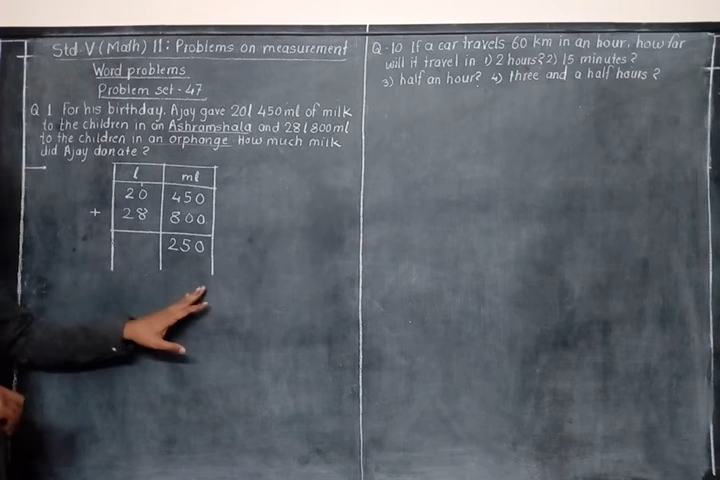 Std V (Math) 11: Problems on measurement
Word problems
Problem set - 47
Q 1 For his birthday, Ajay gave 20l 450 ml of milk
to the children in an Ashramshala and 28l 800 ml
to the children in an orphange. How much milk
did Ajay donate?
l ml
20 450
+ 28 800
250
Q-10 If a car travels 60 km in an hour, how far
will it travel in 1) 2 hours? 2) 15 minutes?
3) half an hour? 4) three and a half hours?